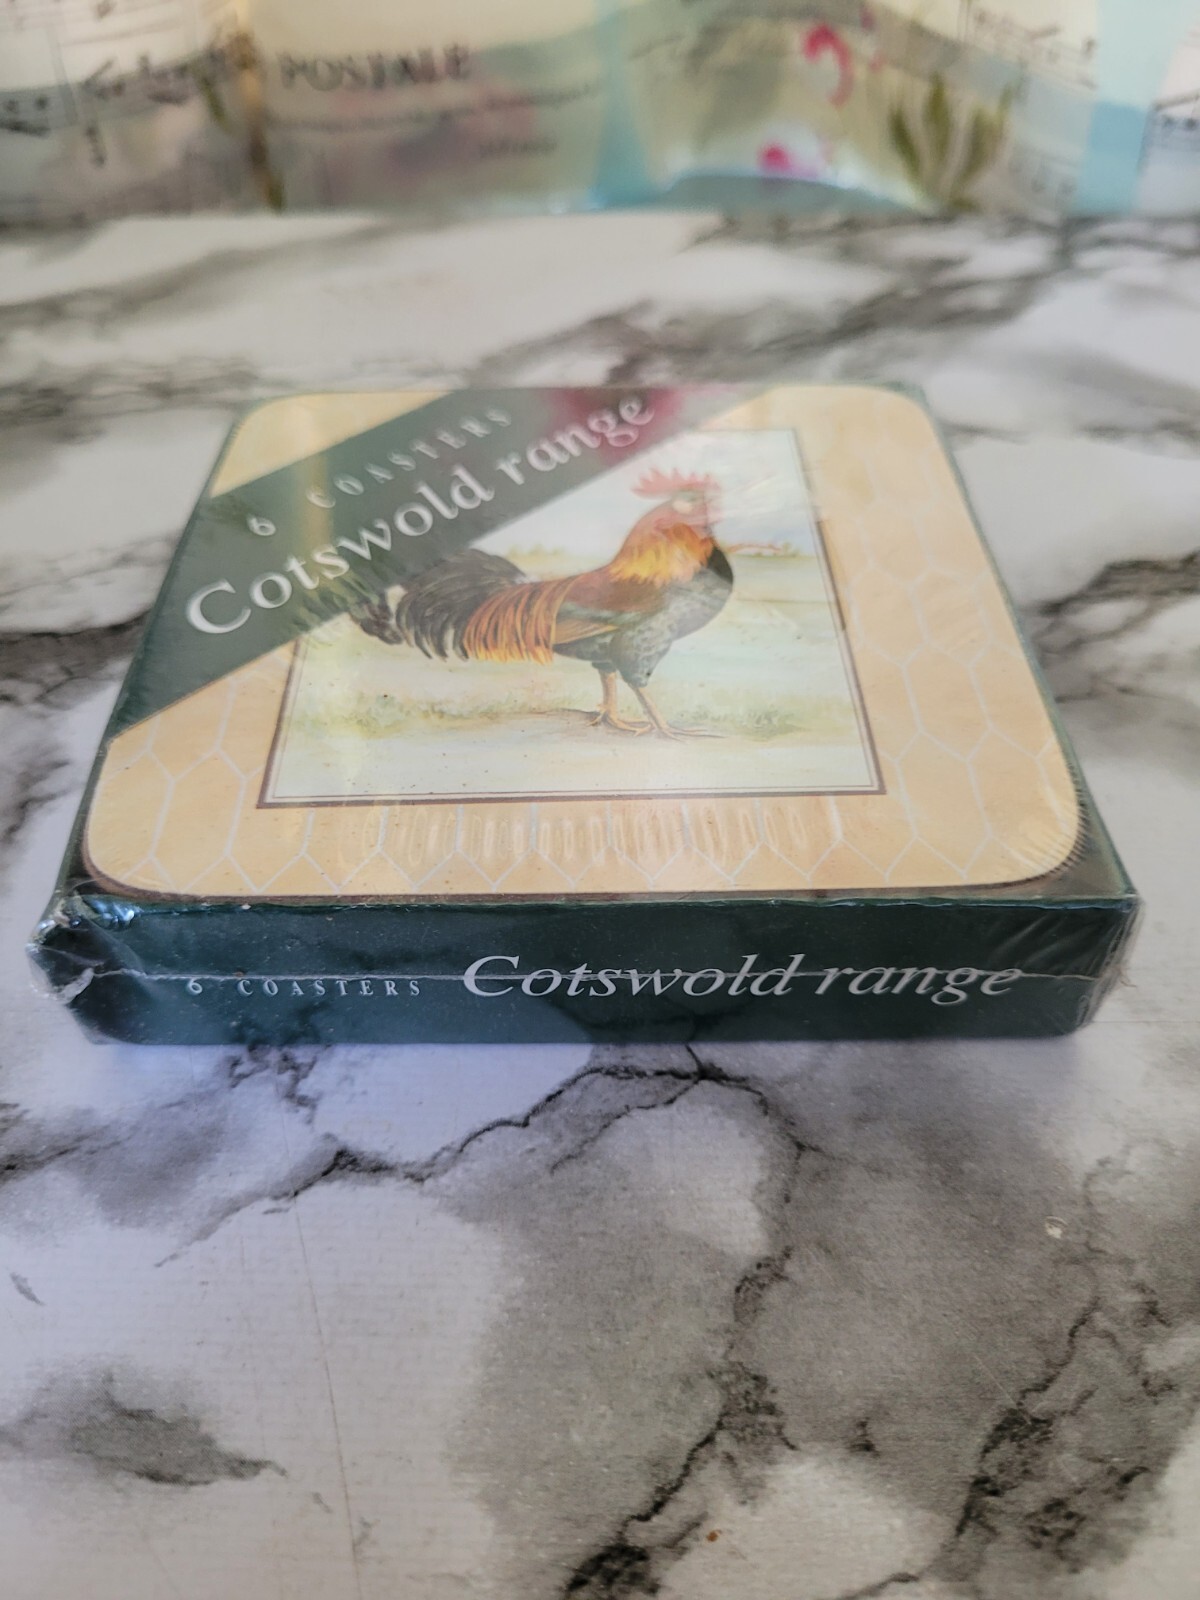 POSTALE
6 COASTERS
Cotswold range
6 COASTERS Cotswold range